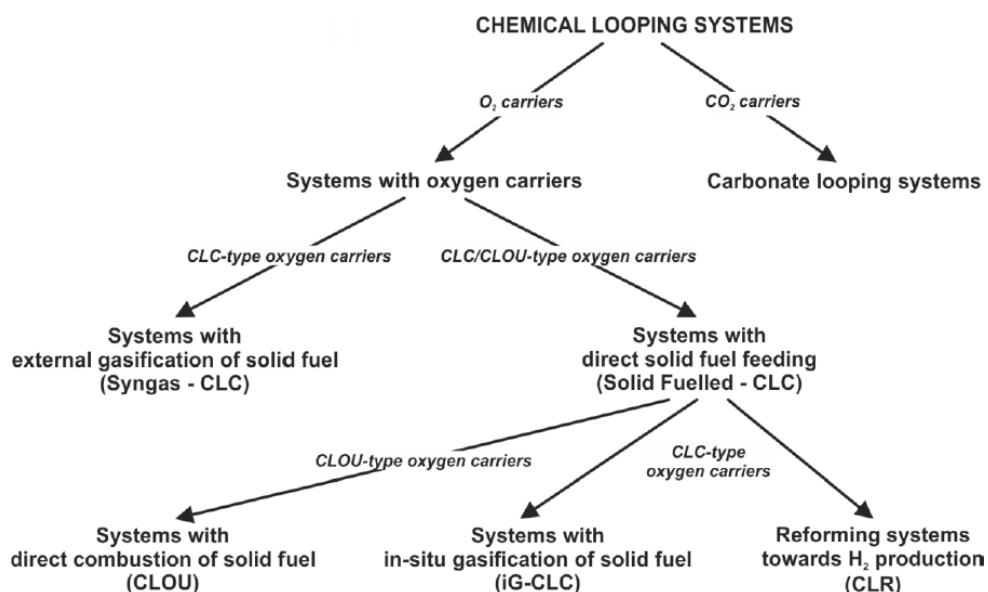 CHEMICAL LOOPING SYSTEMS
O₂ carriers
CO₂ carriers
Systems with oxygen carriers
Carbonate looping systems
CLC-type oxygen carriers
CLC/CLOU-type oxygen carriers
Systems with
external gasification of solid fuel
(Syngas - CLC)
Systems with
direct solid fuel feeding
(Solid Fuelled - CLC)
CLOU-type oxygen carriers
CLC-type
oxygen carriers
Systems with
direct combustion of solid fuel
(CLOU)
Systems with
in-situ gasification of solid fuel
(iG-CLC)
Reforming systems
towards H₂ production
(CLR)